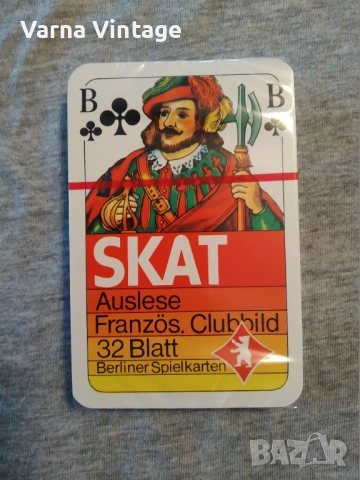 Varna Vintage
B B
SKAT
Auslese
Französ. Clubbild
32 Blatt
Berliner Spielkarten
BAZAR